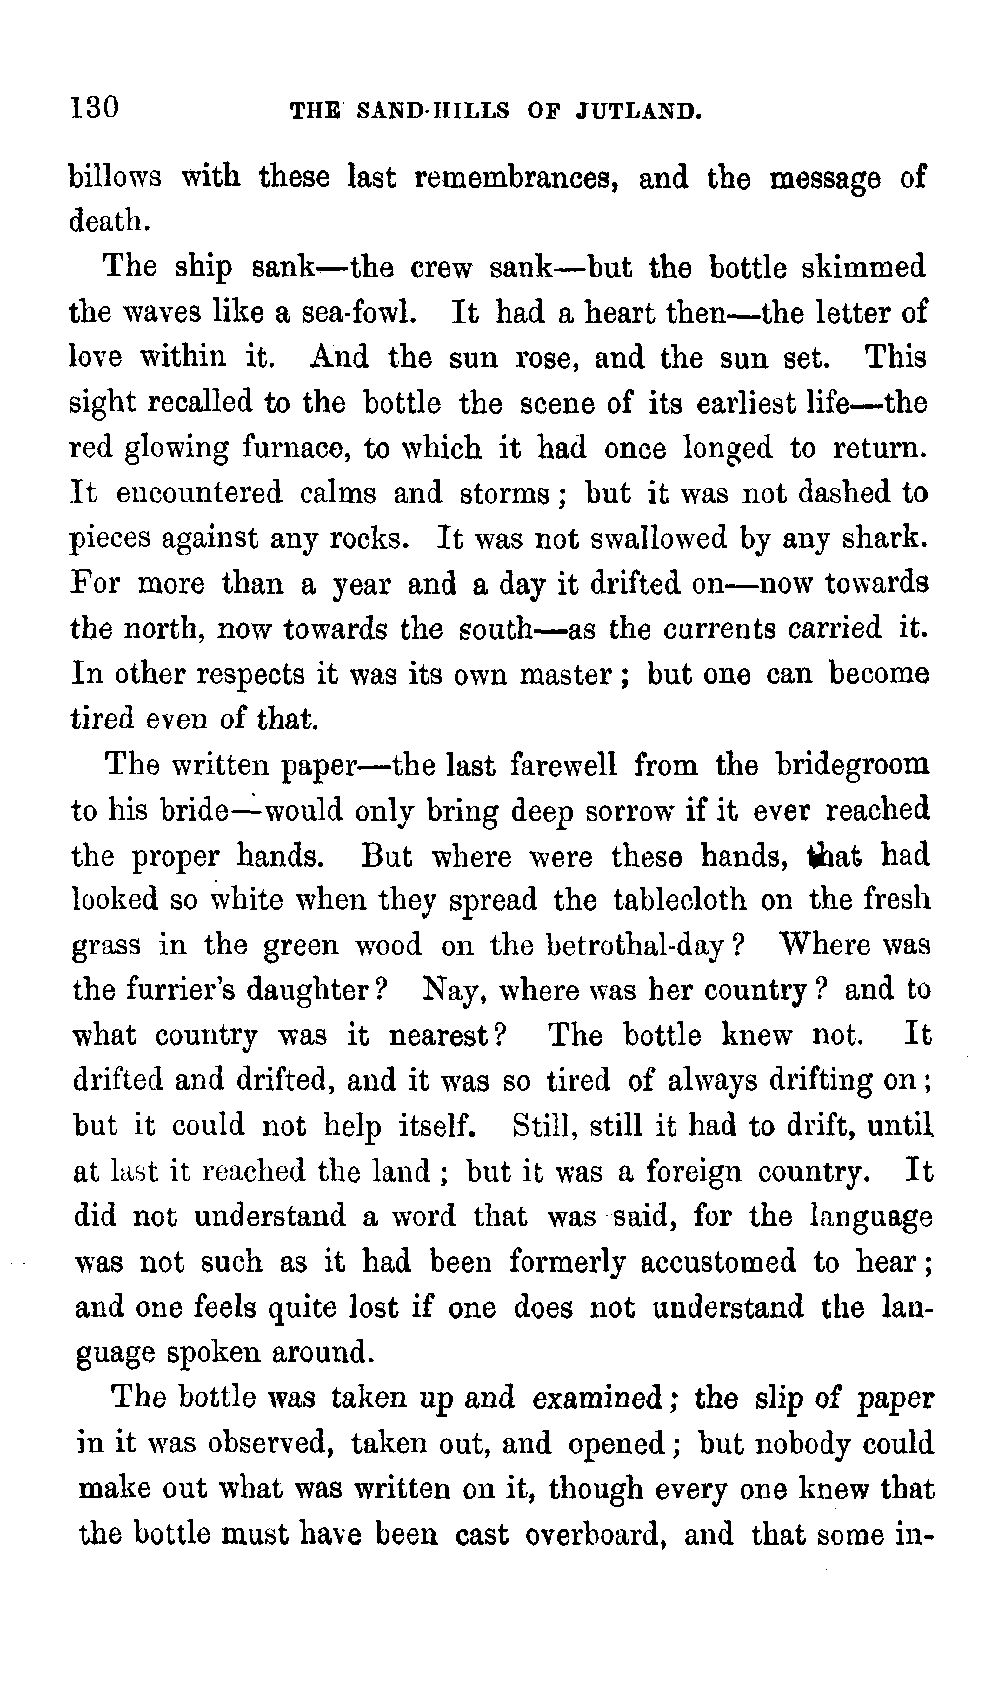 130 THE SAND-HILLS OF JUTLAND.
billows with these last remembrances, and the message of
death.
The ship sank—the crew sank—but the bottle skimmed
the waves like a sea-fowl. It had a heart then—the letter of
love within it. And the sun rose, and the sun set. This
sight recalled to the bottle the scene of its earliest life—the
red glowing furnace, to which it had once longed to return.
It encountered calms and storms; but it was not dashed to
pieces against any rocks. It was not swallowed by any shark.
For more than a year and a day it drifted on—now towards
the north, now towards the south—as the currents carried it.
In other respects it was its own master; but one can become
tired even of that.
The written paper—the last farewell from the bridegroom
to his bride—would only bring deep sorrow if it ever reached
the proper hands. But where were these hands, that had
looked so white when they spread the tablecloth on the fresh
grass in the green wood on the betrothal-day? Where was
the furrier's daughter? Nay, where was her country? and to
what country was it nearest? The bottle knew not. It
drifted and drifted, and it was so tired of always drifting on;
but it could not help itself. Still, still it had to drift, until
at last it reached the land; but it was a foreign country. It
did not understand a word that was said, for the language
was not such as it had been formerly accustomed to hear;
and one feels quite lost if one does not understand the lan-
guage spoken around.
The bottle was taken up and examined; the slip of paper
in it was observed, taken out, and opened; but nobody could
make out what was written on it, though every one knew that
the bottle must have been cast overboard, and that some in-